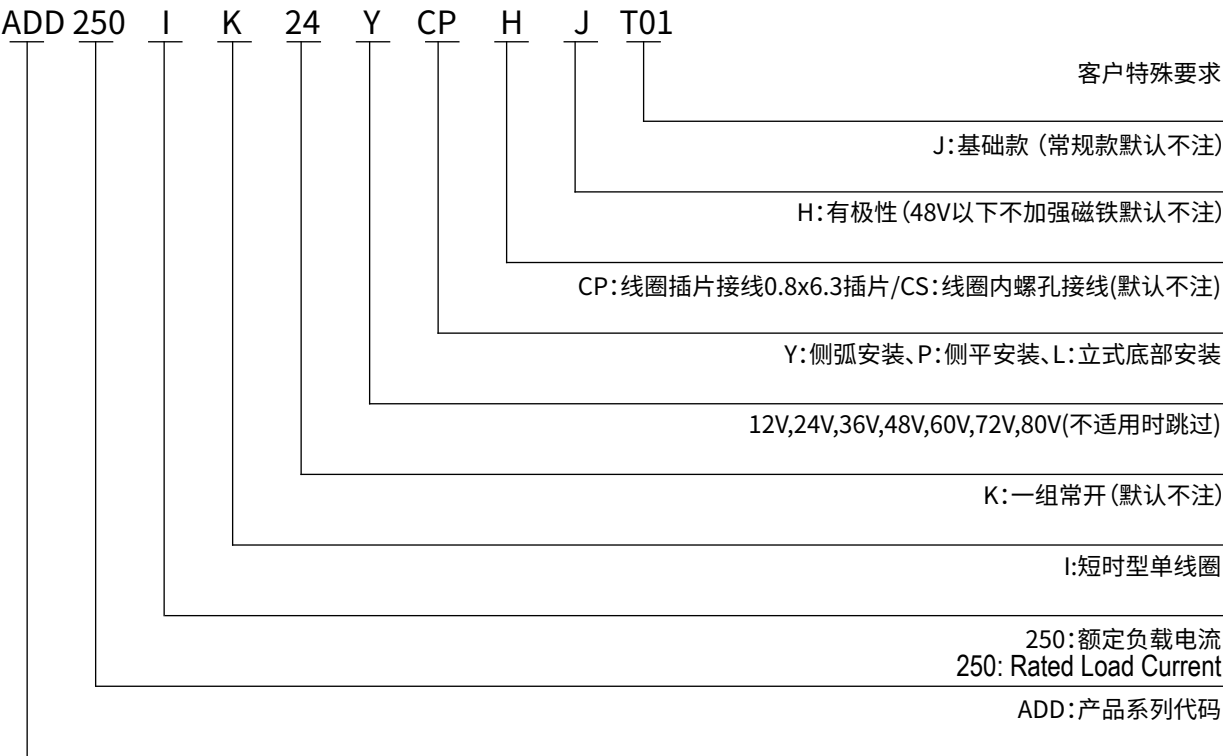 ADD 250 I K 24 Y CP H J T01
客户特殊要求
J：基础款（常规款默认不注）
H：有极性（48V以下不加强磁铁默认不注）
CP：线圈插片接线0.8x6.3插片/CS：线圈内螺孔接线(默认不注)
Y：侧弧安装、P：侧平安装、L：立式底部安装
12V,24V,36V,48V,60V,72V,80V(不适用时跳过)
K：一组常开（默认不注）
I:短时型单线圈
250：额定负载电流
250: Rated Load Current
ADD：产品系列代码